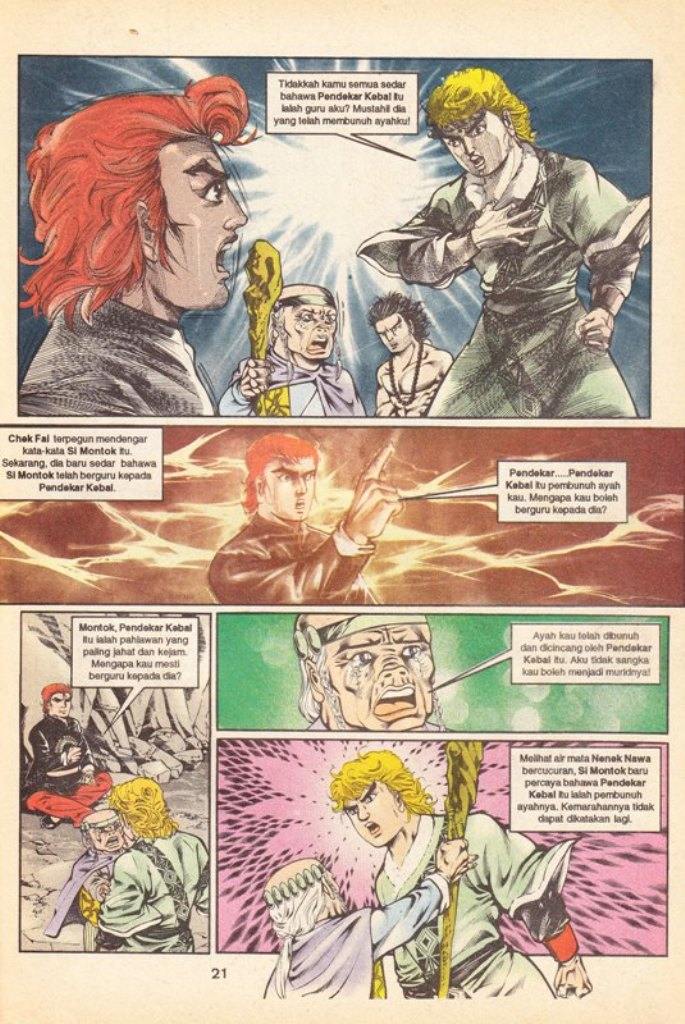 Tidakkah kamu semua sedar
bahawa Pendekar Kebal itu
ialah guru aku? Mustahil dia
yang telah membunuh ayahku!
Chek Fai terpegun mendengar
kata-kata Si Montok itu.
Sekarang, dia baru sedar bahawa
Si Montok telah berguru kepada
Pendekar Kebal.
Pendekar.....Pendekar
Kebal itu pembunuh ayah
kau. Mengapa kau boleh
berguru kepada dia?
Montok, Pendekar Kebal
itu ialah pahlawan yang
paling jahat dan kejam.
Mengapa kau mesti
berguru kepada dia?
Ayah kau telah dibunuh
dan dicincang oleh Pendekar
Kebal itu. Aku tidak sangka
kau boleh menjadi muridnya!
Melihat air mata Nenek Nawa
bercucuran, Si Montok baru
percaya bahawa Pendekar
Kebal itu ialah pembunuh
ayahnya. Kemarahannya tidak
dapat dikatakan lagi.
21